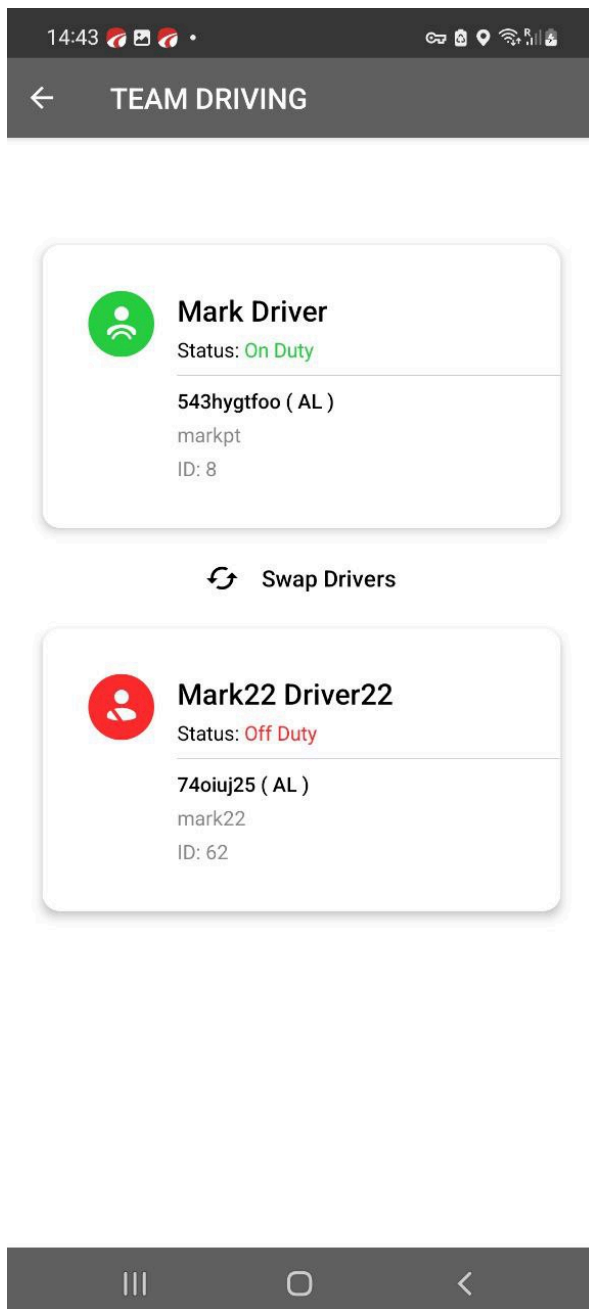 14:43
TEAM DRIVING
Mark Driver
Status: On Duty
543hygtfoo ( AL )
markpt
ID: 8
Swap Drivers
Mark22 Driver22
Status: Off Duty
74oiuj25 ( AL )
mark22
ID: 62